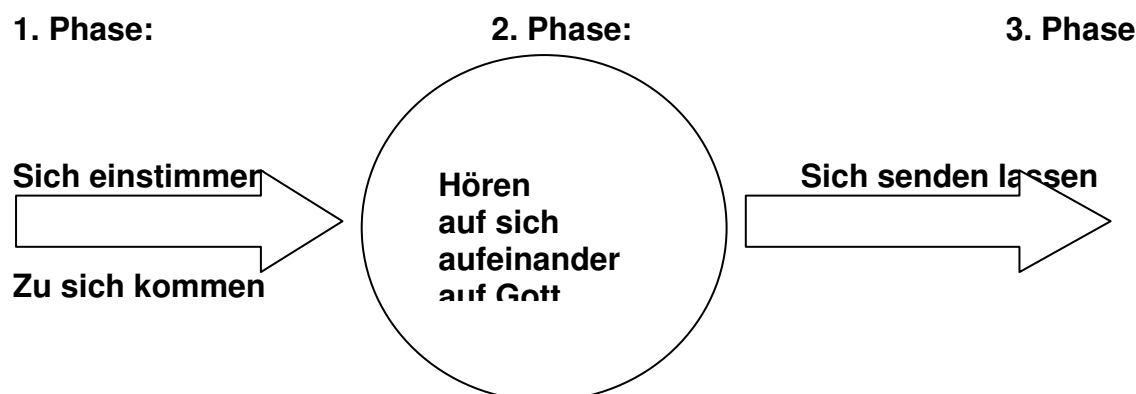 1. Phase:
2. Phase:
3. Phase
Sich einstimmen
Zu sich kommen
Hören
auf sich
aufeinander
auf Gott
Sich senden lassen